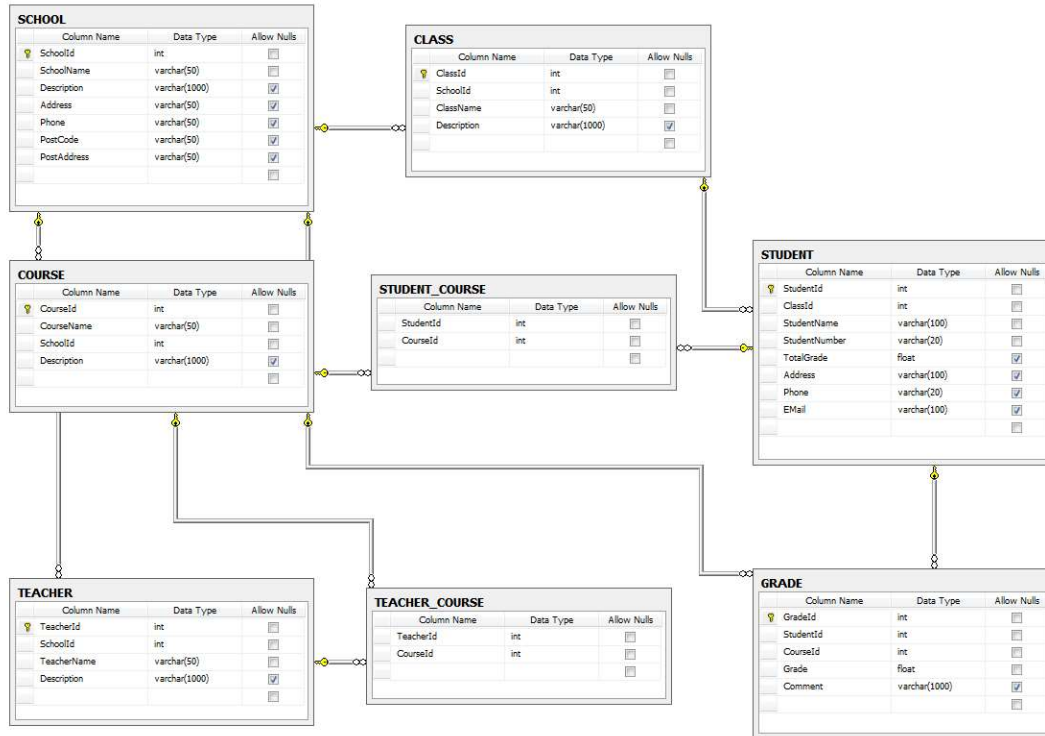 SCHOOL
Column Name Data Type Allow Nulls
SchoolId int
SchoolName varchar(50)
Description varchar(1000)
Address varchar(50)
Phone varchar(50)
PostCode varchar(50)
PostAddress varchar(50)
CLASS
Column Name Data Type Allow Nulls
ClassId int
SchoolId int
ClassName varchar(50)
Description varchar(1000)
COURSE
Column Name Data Type Allow Nulls
CourseId int
CourseName varchar(50)
SchoolId int
Description varchar(1000)
STUDENT_COURSE
Column Name Data Type Allow Nulls
StudentId int
CourseId int
STUDENT
Column Name Data Type Allow Nulls
StudentId int
ClassId int
StudentName varchar(100)
StudentNumber varchar(20)
TotalGrade float
Address varchar(100)
Phone varchar(20)
EMail varchar(100)
TEACHER
Column Name Data Type Allow Nulls
TeacherId int
SchoolId int
TeacherName varchar(50)
Description varchar(1000)
TEACHER_COURSE
Column Name Data Type Allow Nulls
TeacherId int
CourseId int
GRADE
Column Name Data Type Allow Nulls
GradeId int
StudentId int
CourseId int
Grade float
Comment varchar(1000)